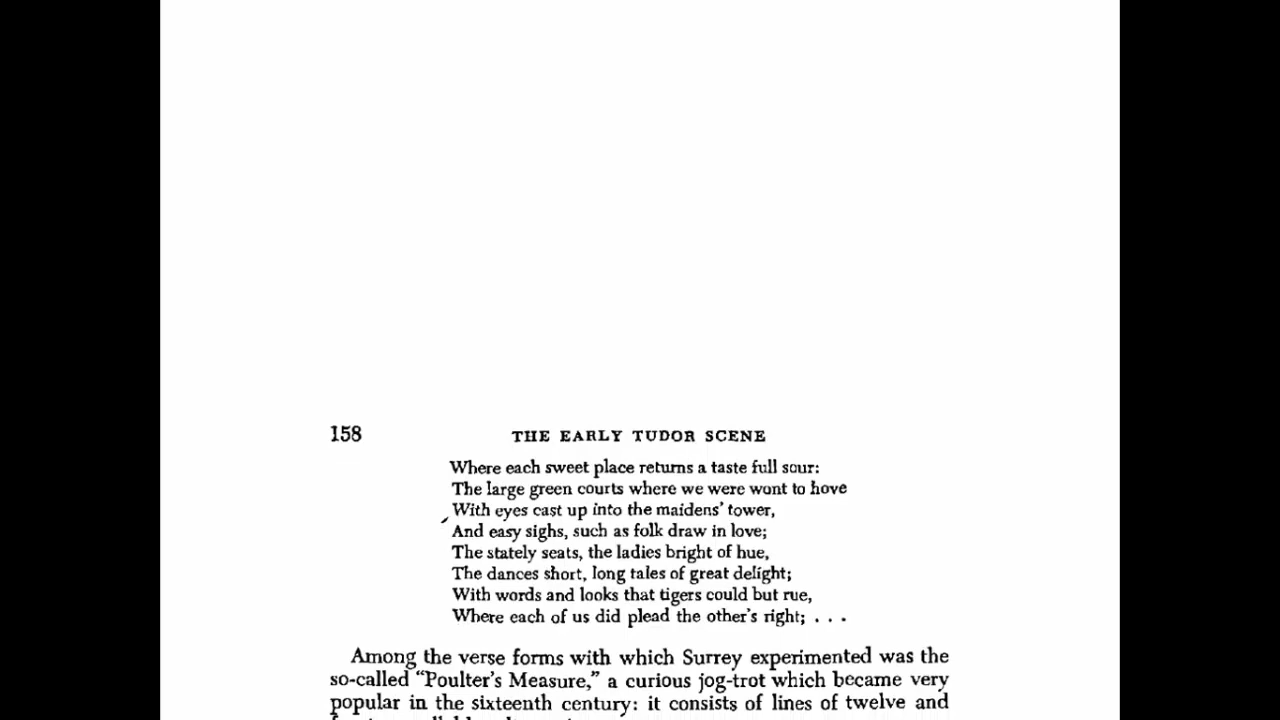 158 THE EARLY TUDOR SCENE
Where each sweet place returns a taste full sour:
The large green courts where we were wont to hove
With eyes cast up into the maidens' tower,
And easy sighs, such as folk draw in love;
The stately seats, the ladies bright of hue,
The dances short, long tales of great delight;
With words and looks that tigers could but rue,
Where each of us did plead the other's right; . . .
Among the verse forms with which Surrey experimented was the
so-called "Poulter's Measure," a curious jog-trot which became very
popular in the sixteenth century: it consists of lines of twelve and